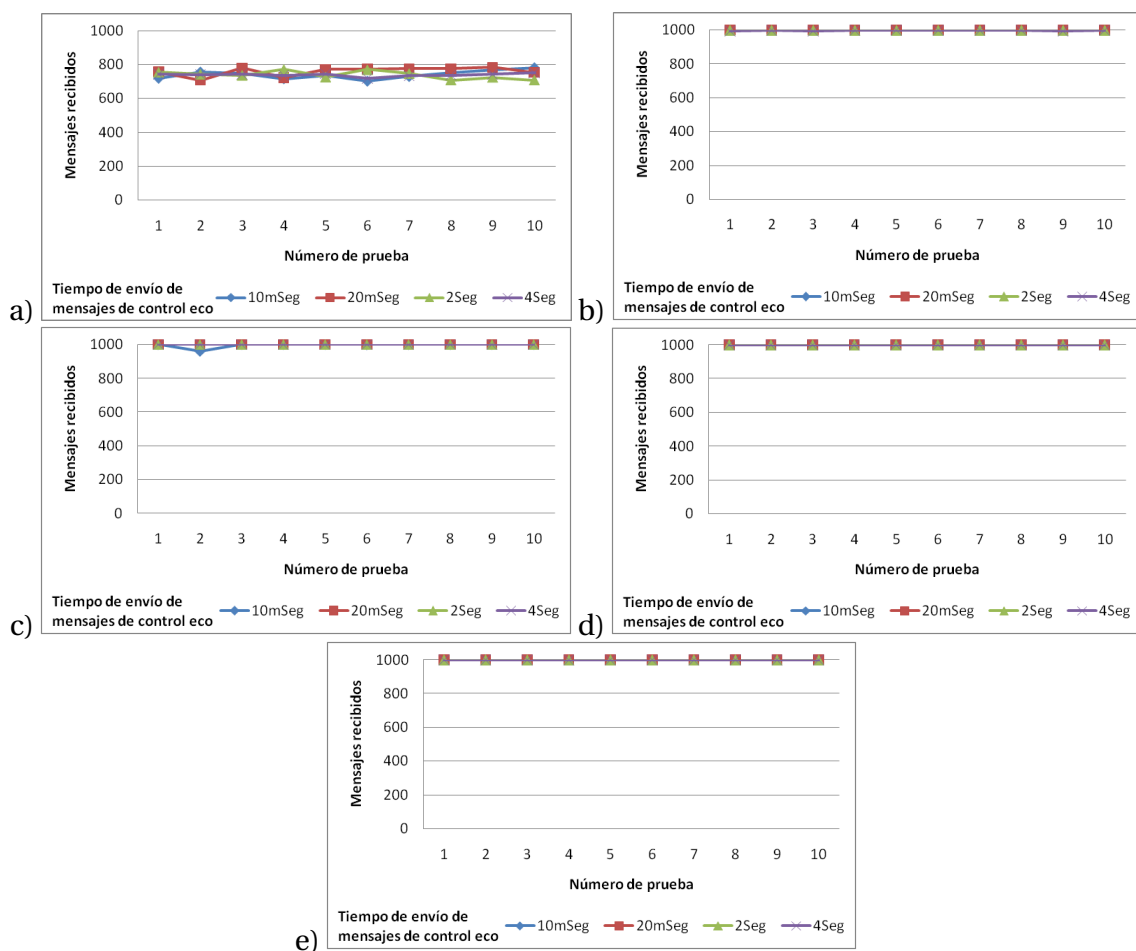 1000
800
600
400
200
0
Mensajes recibidos
1 2 3 4 5 6 7 8 9 10
Número de prueba
Tiempo de envío de
mensajes de control eco
10mSeg 20mSeg 2Seg 4Seg
a)
1000
800
600
400
200
0
Mensajes recibidos
1 2 3 4 5 6 7 8 9 10
Número de prueba
Tiempo de envío de
mensajes de control eco
10mSeg 20mSeg 2Seg 4Seg
b)
1000
800
600
400
200
0
Mensajes recibidos
1 2 3 4 5 6 7 8 9 10
Número de prueba
Tiempo de envío de
mensajes de control eco
10mSeg 20mSeg 2Seg 4Seg
c)
1000
800
600
400
200
0
Mensajes recibidos
1 2 3 4 5 6 7 8 9 10
Número de prueba
Tiempo de envío de
mensajes de control eco
10mSeg 20mSeg 2Seg 4Seg
d)
1000
800
600
400
200
0
Mensajes recibidos
1 2 3 4 5 6 7 8 9 10
Número de prueba
Tiempo de envío de
mensajes de control eco
10mSeg 20mSeg 2Seg 4Seg
e)